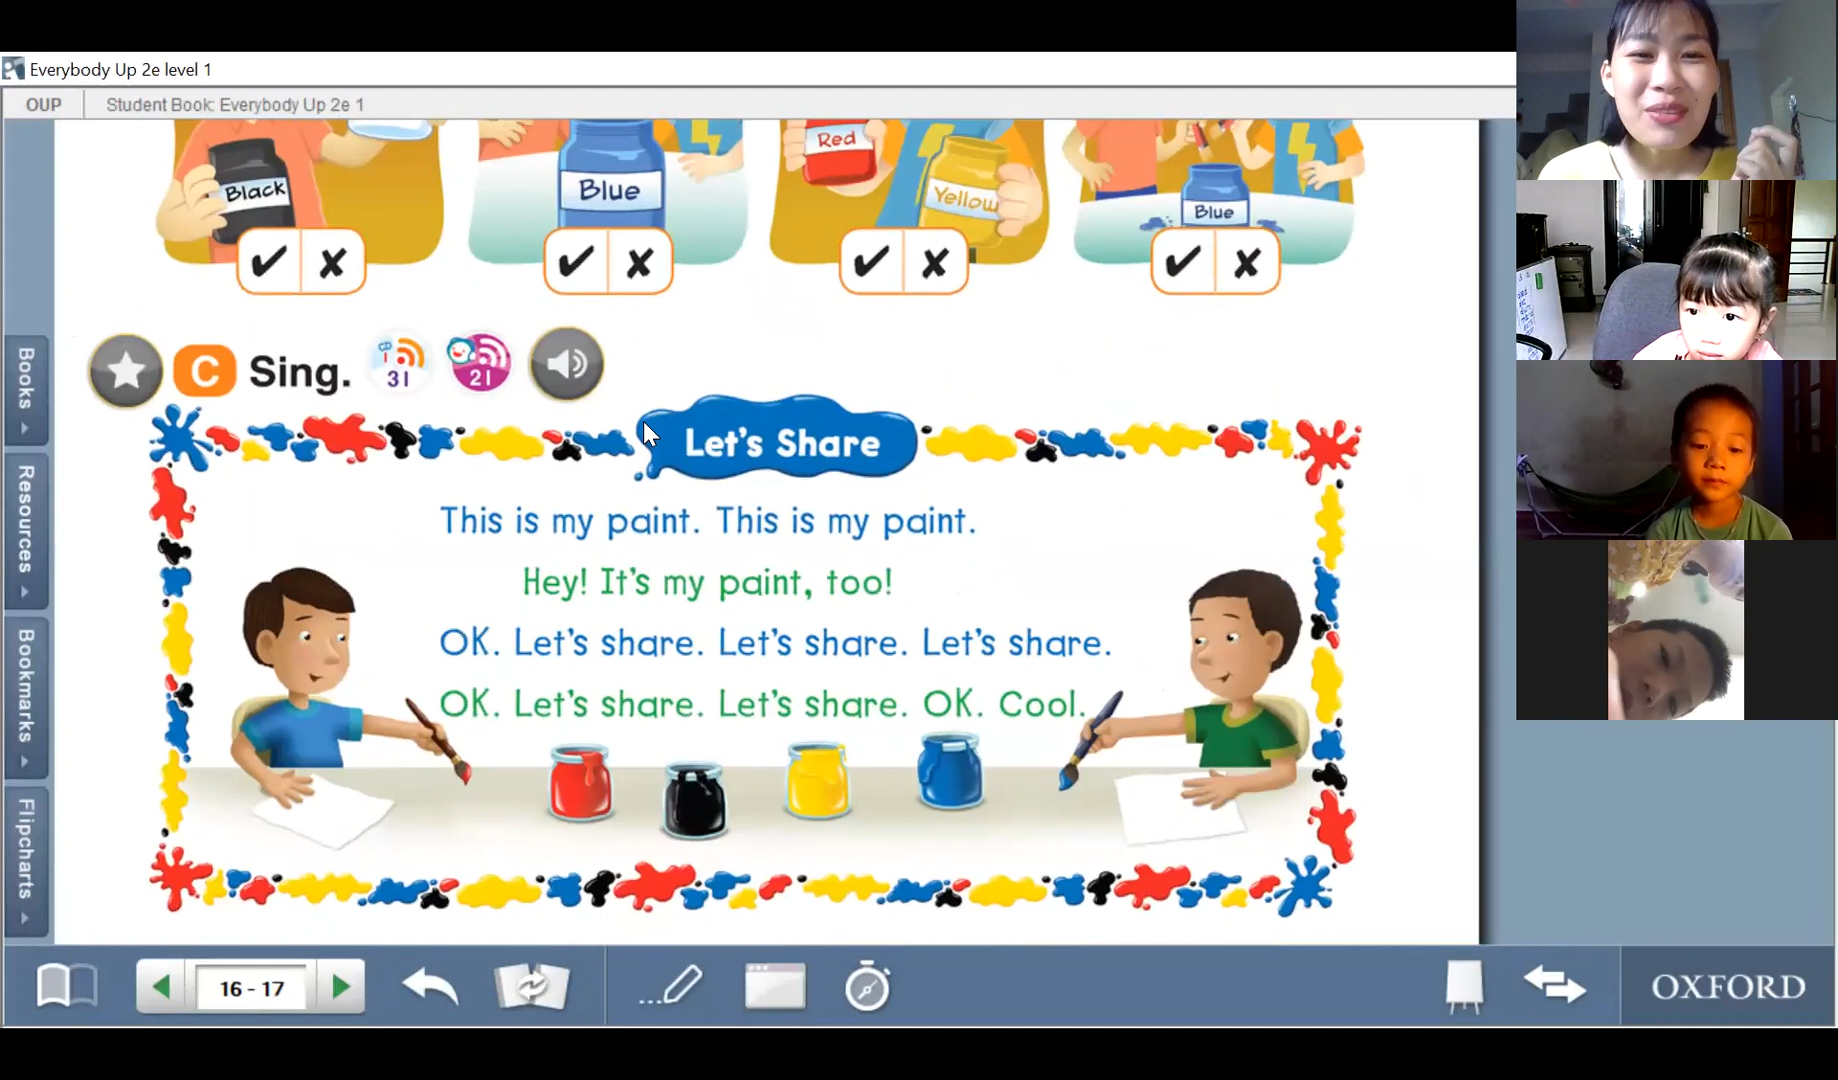 Everybody Up 2e level 1
OUP Student Book: Everybody Up 2e 1
Black
Blue
Red
Yellow
Blue
C Sing.
CD 1 31
21
Let's Share
This is my paint. This is my paint.
Hey! It's my paint, too!
OK. Let's share. Let's share. Let's share.
OK. Let's share. Let's share. OK. Cool.
Books
Resources
Bookmarks
Flipcharts
16 - 17
OXFORD